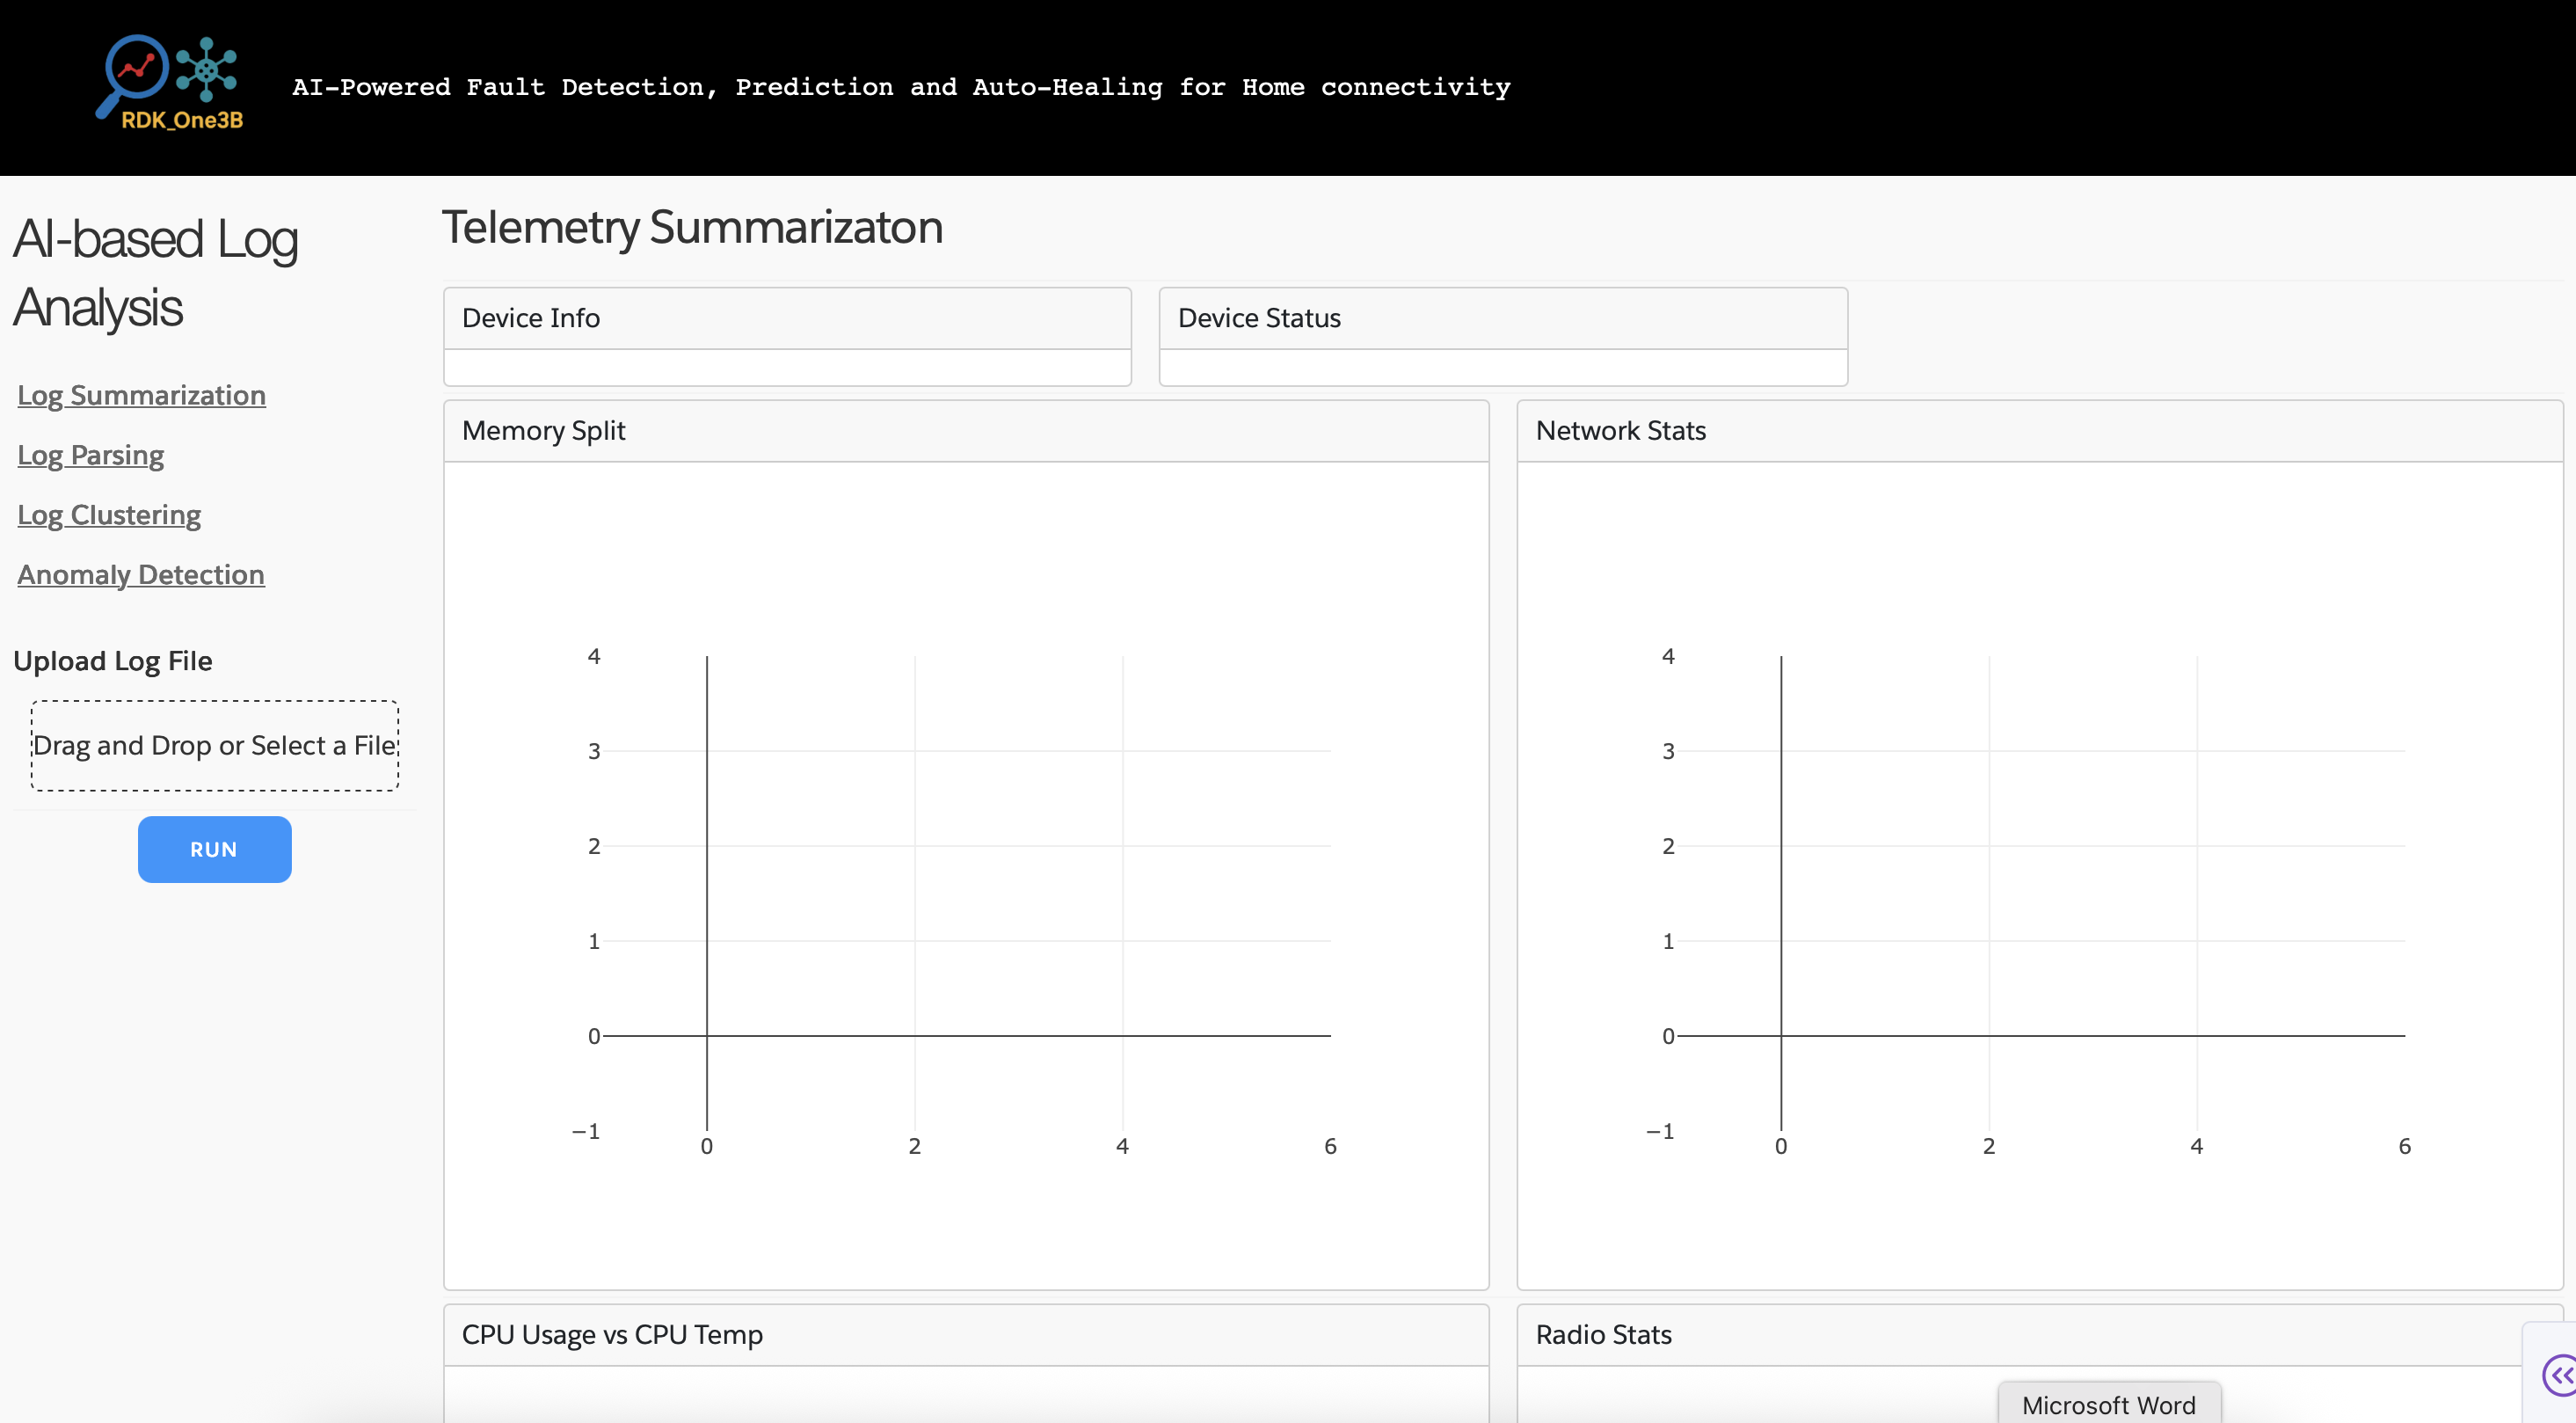 RDK_One3B
AI-Powered Fault Detection, Prediction and Auto-Healing for Home connectivity
AI-based Log
Analysis
Log Summarization
Log Parsing
Log Clustering
Anomaly Detection
Upload Log File
Drag and Drop or Select a File
RUN
Telemetry Summarizaton
Device Info
Device Status
Memory Split
4
3
2
1
0
−1
0 2 4 6
Network Stats
4
3
2
1
0
−1
0 2 4 6
CPU Usage vs CPU Temp
Radio Stats
Microsoft Word